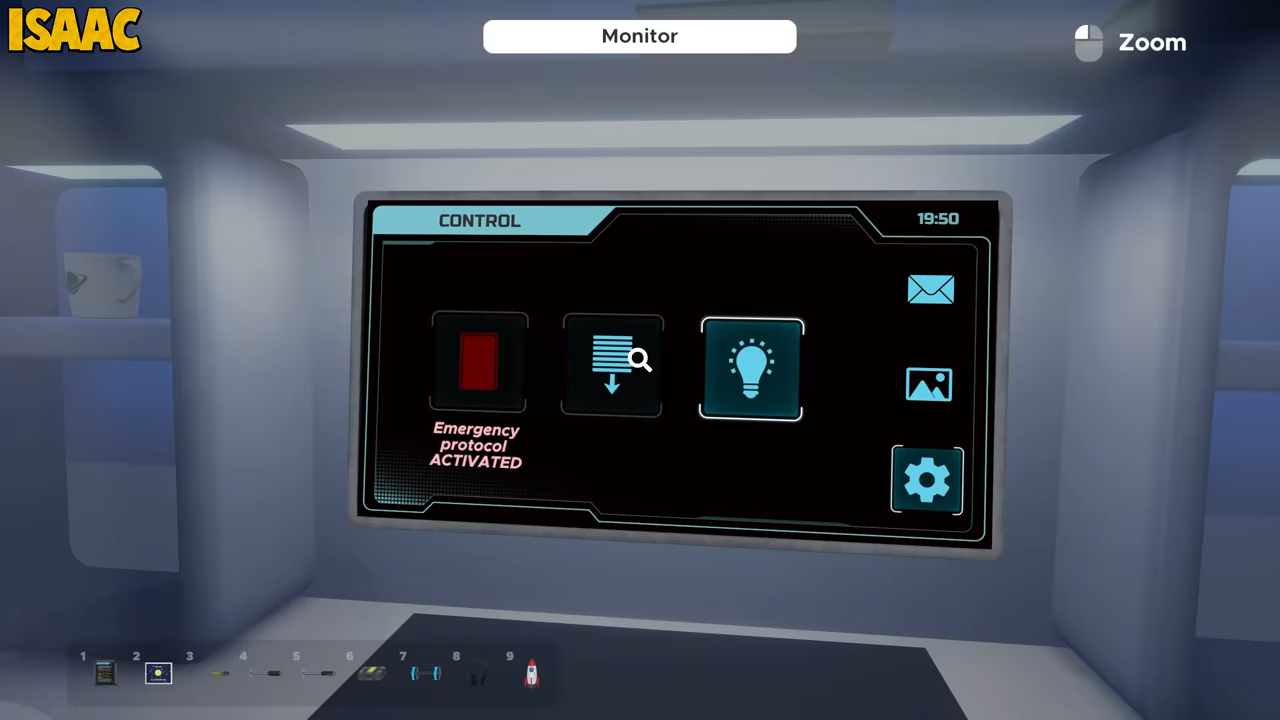 ISAAC
Monitor
Zoom
CONTROL
19:50
Emergency
protocol
ACTIVATED
1 2 3 4 5 6 7 8 9